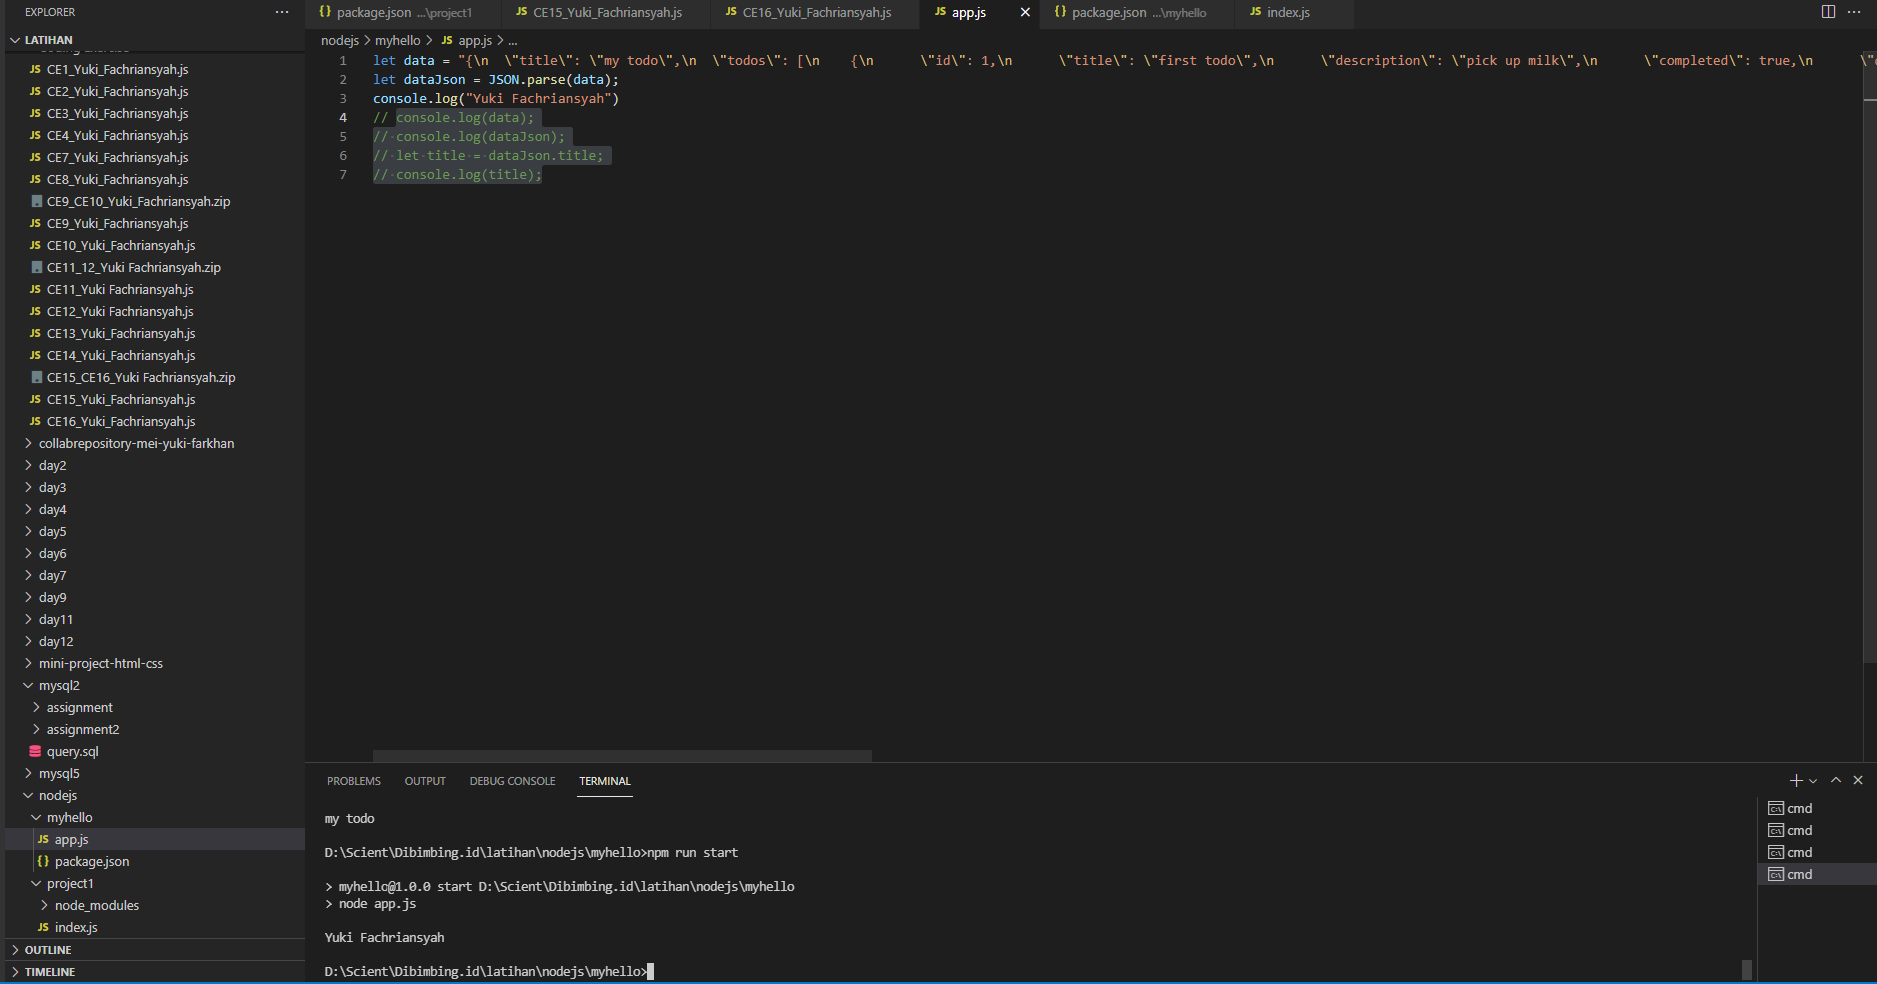 EXPLORER ...
LATIHAN
JS CE1_Yuki_Fachriansyah.js
JS CE2_Yuki_Fachriansyah.js
JS CE3_Yuki_Fachriansyah.js
JS CE4_Yuki_Fachriansyah.js
JS CE7_Yuki_Fachriansyah.js
JS CE8_Yuki_Fachriansyah.js
CE9_CE10_Yuki_Fachriansyah.zip
JS CE9_Yuki_Fachriansyah.js
JS CE10_Yuki_Fachriansyah.js
CE11_12_Yuki Fachriansyah.zip
JS CE11_Yuki Fachriansyah.js
JS CE12_Yuki Fachriansyah.js
JS CE13_Yuki_Fachriansyah.js
JS CE14_Yuki_Fachriansyah.js
CE15_CE16_Yuki Fachriansyah.zip
JS CE15_Yuki_Fachriansyah.js
JS CE16_Yuki_Fachriansyah.js
collabrepository-mei-yuki-farkhan
day2
day3
day4
day5
day6
day7
day9
day11
day12
mini-project-html-css
mysql2
assignment
assignment2
query.sql
mysql5
nodejs
myhello
JS app.js
{} package.json
project1
node_modules
JS index.js
OUTLINE
TIMELINE
{} package.json ...\project1 JS CE15_Yuki_Fachriansyah.js JS CE16_Yuki_Fachriansyah.js JS app.js {} package.json ...\myhello JS index.js
nodejs > myhello > JS app.js > ...
1 let data = "{\n  \"title\": \"my todo\",\n  \"todos\": [\n    {\n      \"id\": 1,\n      \"title\": \"first todo\",\n      \"description\": \"pick up milk\",\n      \"completed\": true,\n      \"
2 let dataJson = JSON.parse(data);
3 console.log("Yuki Fachriansyah")
4 // console.log(data);
5 // console.log(dataJson);
6 // let title = dataJson.title;
7 // console.log(title);
PROBLEMS OUTPUT DEBUG CONSOLE TERMINAL
my todo
D:\Scient\Dibimbing.id\latihan\nodejs\myhello>npm run start
> myhello@1.0.0 start D:\Scient\Dibimbing.id\latihan\nodejs\myhello
> node app.js
Yuki Fachriansyah
D:\Scient\Dibimbing.id\latihan\nodejs\myhello>
cmd
cmd
cmd
cmd